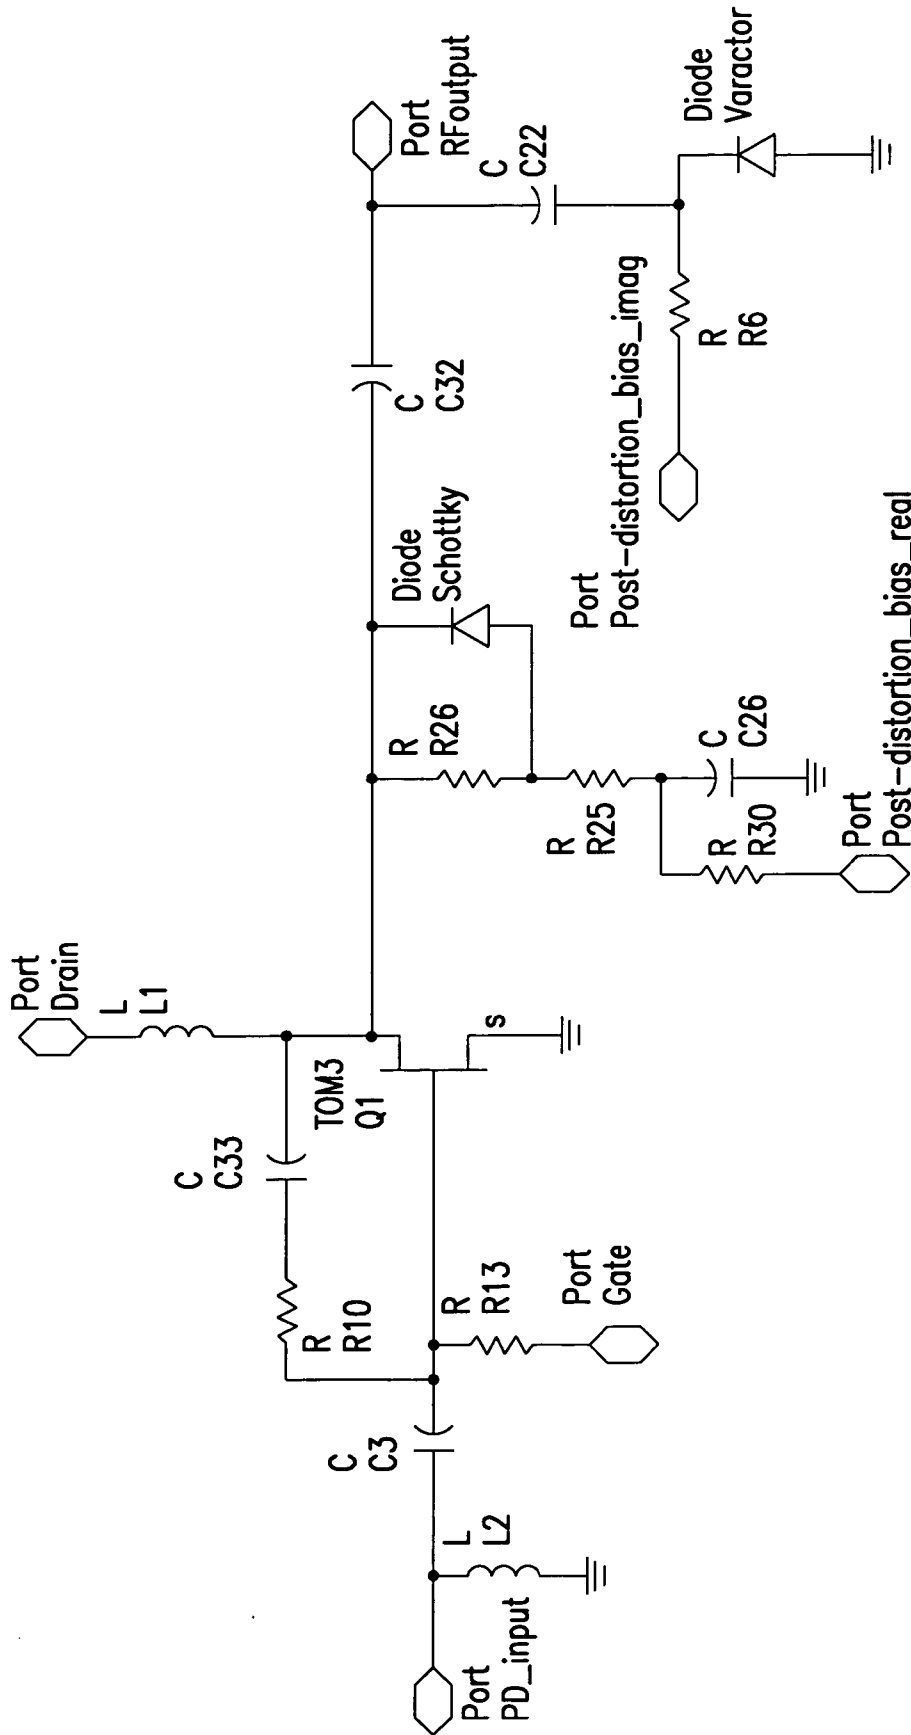 Port
PD_input
L
L2
C
C3
R
R10
C
C33
R
R13
Port
Gate
TOM3
Q1
s
Port
Drain
L
L1
R
R26
R
R25
R
R30
C
C26
Port
Post-distortion_bias_real
Diode
Schottky
C
C32
Port
Post-distortion_bias_imag
R
R6
C
C22
Port
RFoutput
Diode
Varactor